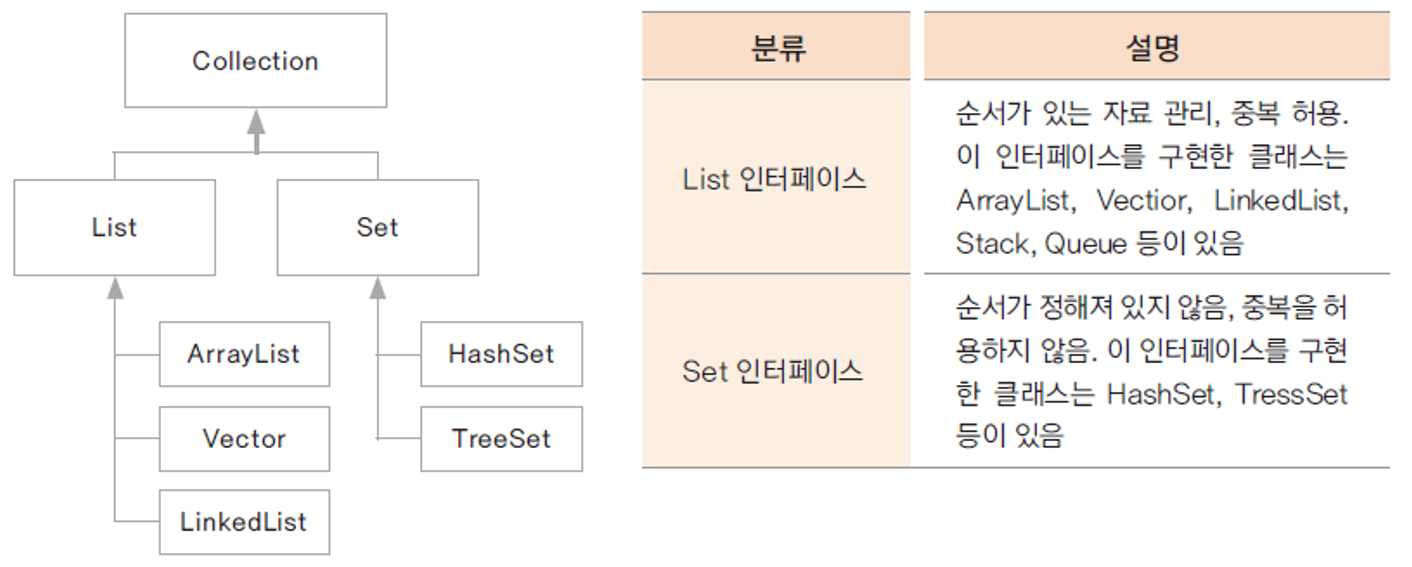 Collection
List
Set
ArrayList
HashSet
Vector
TreeSet
LinkedList
분류
설명
List 인터페이스
순서가 있는 자료 관리, 중복 허용.
이 인터페이스를 구현한 클래스는
ArrayList, Vectior, LinkedList,
Stack, Queue 등이 있음
Set 인터페이스
순서가 정해져 있지 않음, 중복을 허
용하지 않음. 이 인터페이스를 구현
한 클래스는 HashSet, TressSet
등이 있음